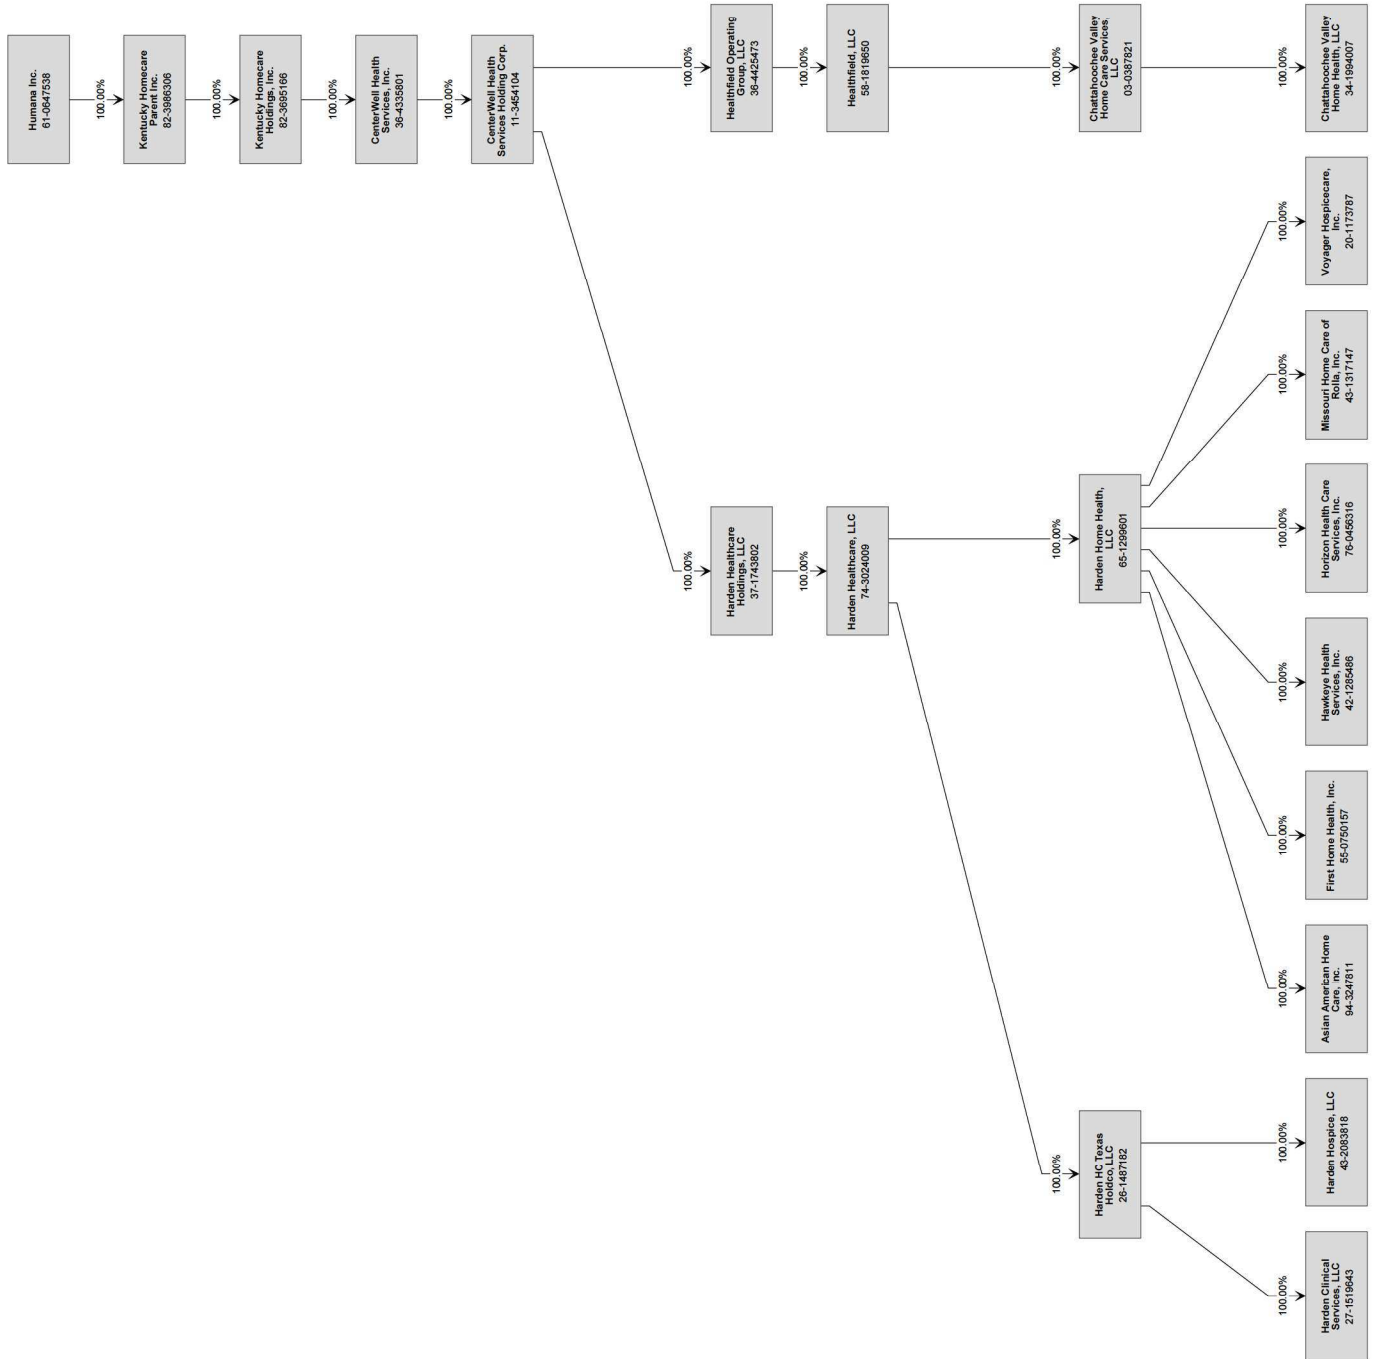 Humana Inc.
61-0647538
100.00%
Kentucky Homecare
Parent Inc.
82-3986306
100.00%
Kentucky Homecare
Holdings, Inc.
82-3695166
100.00%
CenterWell Health
Services, Inc.
36-4335801
100.00%
CenterWell Health
Services Holding Corp.
11-3454104
100.00%
Harden Healthcare
Holdings, LLC
37-1743802
100.00%
Healthfield Operating
Group, LLC
36-4425473
100.00%
Harden Healthcare, LLC
74-3024009
100.00%
Healthfield, LLC
58-1819650
100.00%
Harden HC Texas
Holdco, LLC
26-1487182
100.00%
Harden Home Health,
LLC
65-1299601
100.00%
Chattahoochee Valley
Home Care Services,
LLC
03-0387821
100.00%
Harden Clinical
Services, LLC
27-1519643
100.00%
Harden Hospice, LLC
43-2083818
100.00%
Asian American Home
Care, Inc.
94-3247811
100.00%
First Home Health, Inc.
55-0750157
100.00%
Hawkeye Health
Services, Inc.
42-1285486
100.00%
Horizon Health Care
Services, Inc.
76-0456316
100.00%
Missouri Home Care of
Rolla, Inc.
43-1317147
100.00%
Voyager Hospicecare,
Inc.
20-1173787
100.00%
Chattahoochee Valley
Home Health, LLC
34-1994007